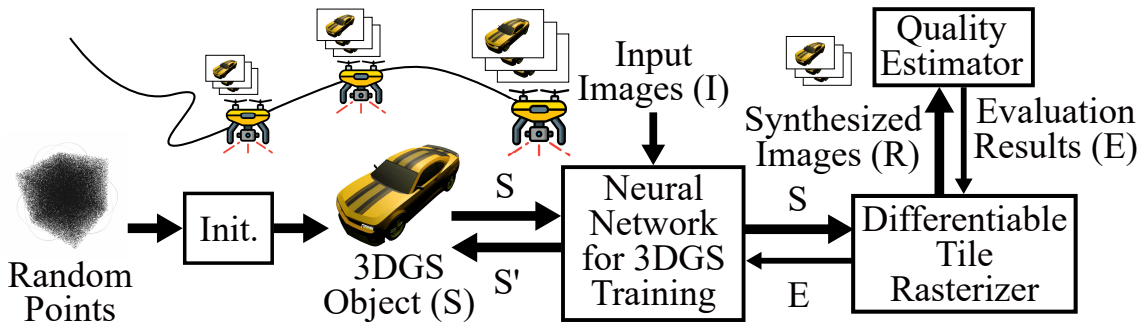 Random
Points
Init.
3DGS
Object (S)
S
S'
Input
Images (I)
Neural
Network
for 3DGS
Training
S
E
Synthesized
Images (R)
Quality
Estimator
Evaluation
Results (E)
Differentiable
Tile
Rasterizer